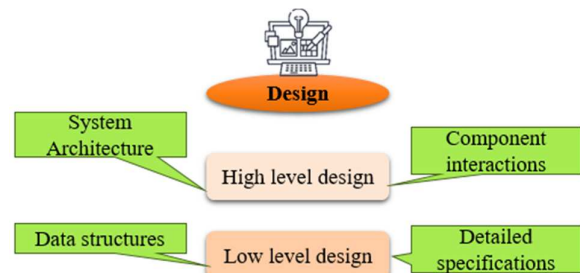 Design
System
Architecture
Component
interactions
High level design
Data structures
Low level design
Detailed
specifications